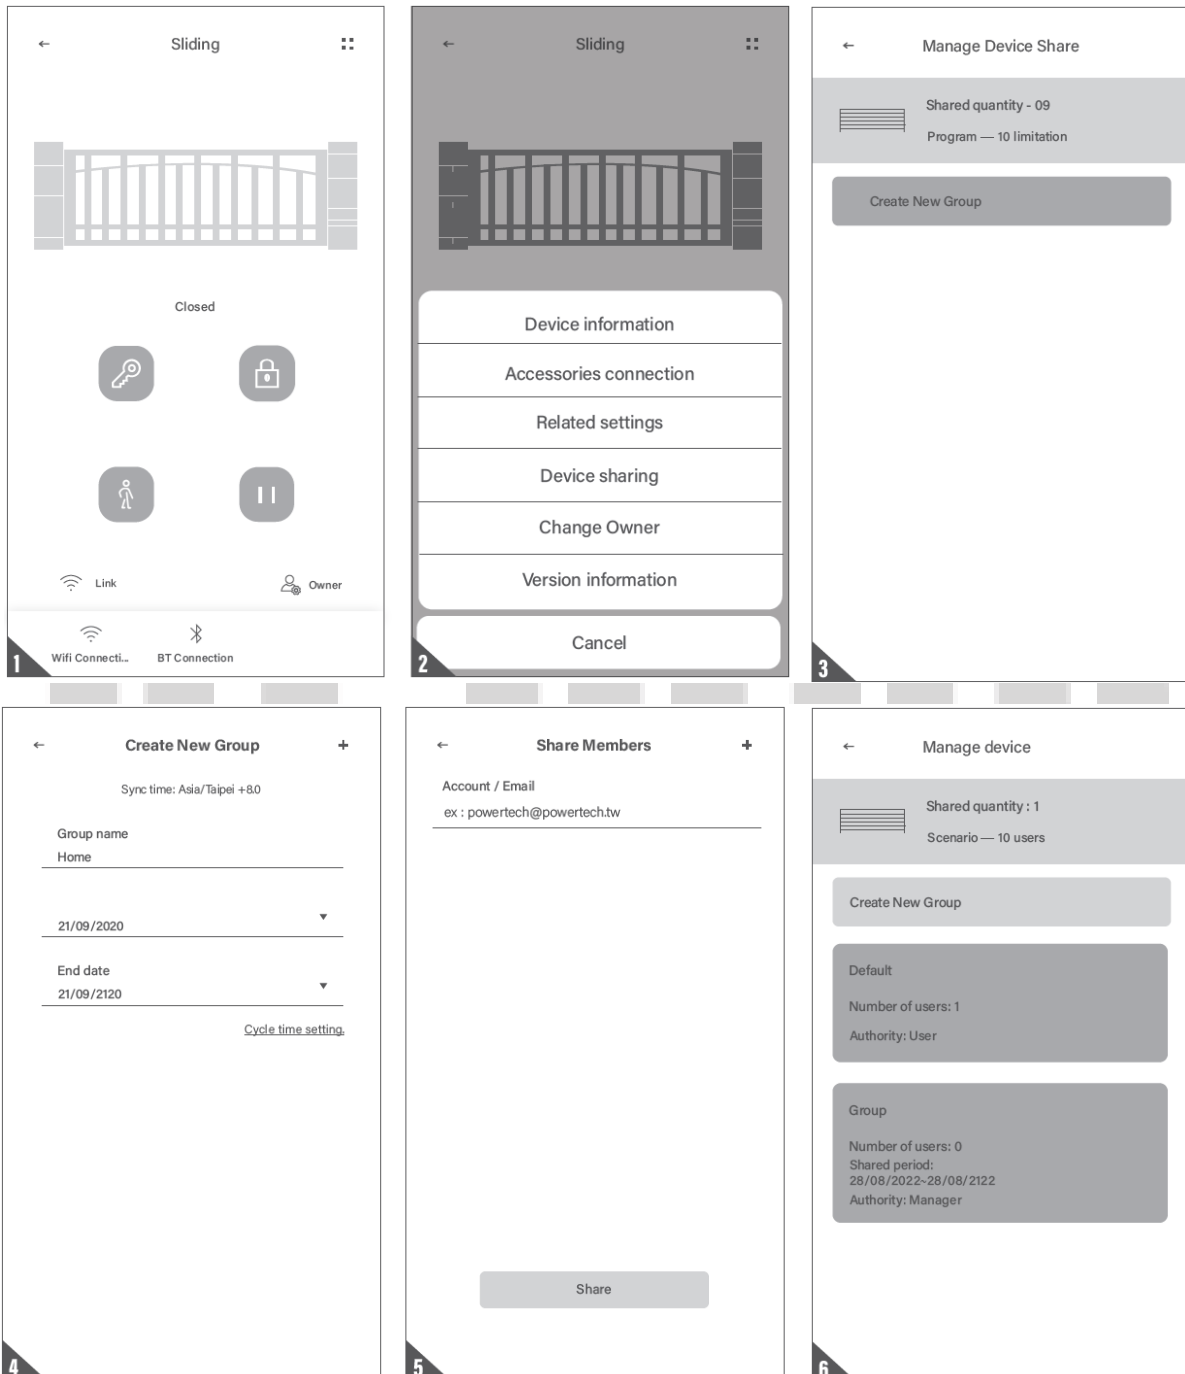 Sliding
Closed
Link
Owner
Wifi Connecti...
BT Connection
1
Sliding
Device information
Accessories connection
Related settings
Device sharing
Change Owner
Version information
Cancel
2
Manage Device Share
Shared quantity - 09
Program — 10 limitation
Create New Group
3
Create New Group
Sync time: Asia/Taipei +8.0
Group name
Home
21/09/2020
End date
21/09/2120
Cycle time setting.
4
Share Members
Account / Email
ex : powertech@powertech.tw
Share
5
Manage device
Shared quantity : 1
Scenario — 10 users
Create New Group
Default
Number of users: 1
Authority: User
Group
Number of users: 0
Shared period:
28/08/2022~28/08/2122
Authority: Manager
6